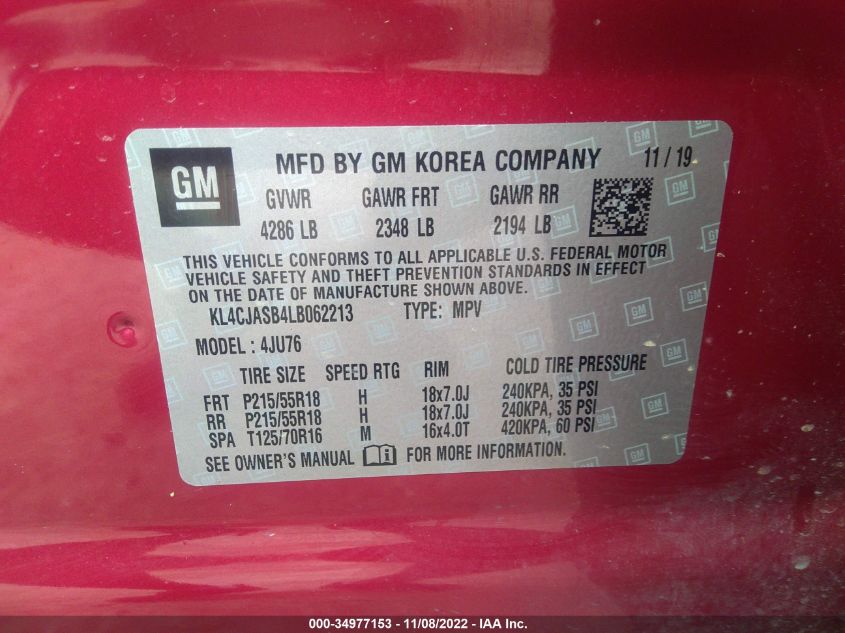 GM MFD BY GM KOREA COMPANY 11 / 19
GVWR GAWR FRT GAWR RR
4286 LB 2348 LB 2194 LB
THIS VEHICLE CONFORMS TO ALL APPLICABLE U.S. FEDERAL MOTOR
VEHICLE SAFETY AND THEFT PREVENTION STANDARDS IN EFFECT
ON THE DATE OF MANUFACTURE SHOWN ABOVE.
KL4CJASB4LB062213 TYPE: MPV
MODEL : 4JU76
TIRE SIZE SPEED RTG RIM COLD TIRE PRESSURE
FRT P215/55R18 H 18x7.0J 240KPA, 35 PSI
RR P215/55R18 H 18x7.0J 240KPA, 35 PSI
SPA T125/70R16 M 16x4.0T 420KPA, 60 PSI
SEE OWNER'S MANUAL FOR MORE INFORMATION.
000-34977153 - 11/08/2022 - IAA Inc.